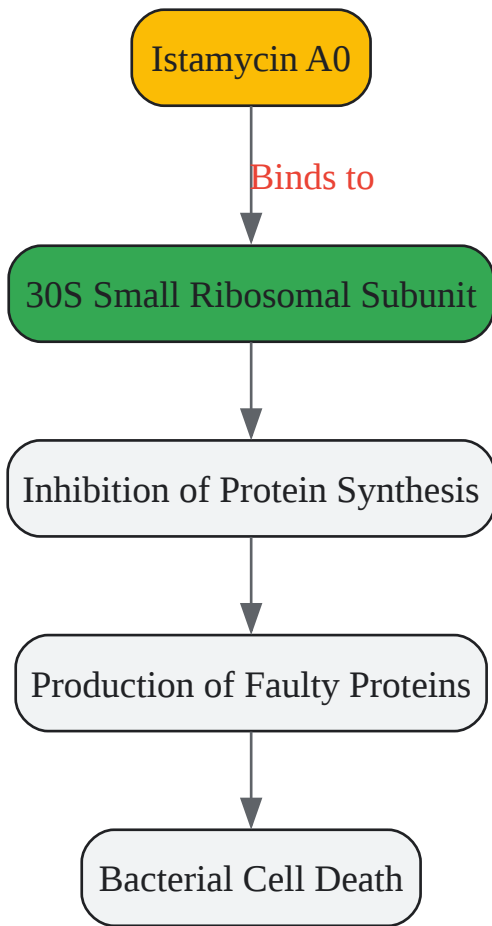 Istamycin A0
Binds to
30S Small Ribosomal Subunit
Inhibition of Protein Synthesis
Production of Faulty Proteins
Bacterial Cell Death